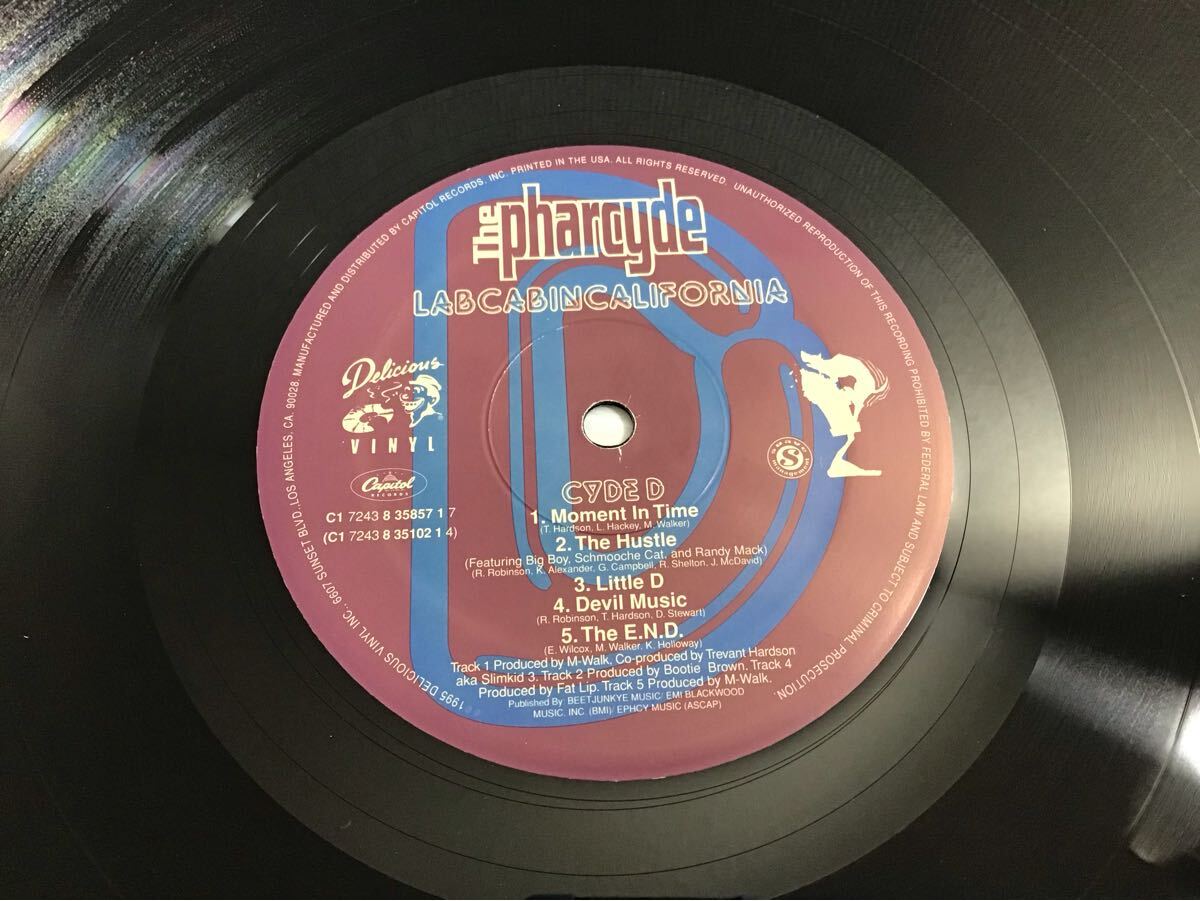 The pharcyde
LABCABINCALIFORNIA
Delicious
VINYL
Capitol
RECORDS
C1 7243 8 35857 1 7
(C1 7243 8 35102 1 4)
S
management
CYDE D
1. Moment In Time
(T. Hardson, L. Hackey, M. Walker)
2. The Hustle
(Featuring Big Boy, Schmooche Cat, and Randy Mack)
(R. Robinson, K. Alexander, G. Campbell, R. Shelton, J. McDavid)
3. Little D
4. Devil Music
(R. Robinson, T. Hardson, D. Stewart)
5. The E.N.D.
(E. Wilcox, M. Walker, K. Holloway)
Track 1 Produced by M-Walk, Co-produced by Trevant Hardson
aka Slimkid 3. Track 2 Produced by Bootie Brown. Track 4
Produced by Fat Lip. Track 5 Produced by M-Walk.
Published By: BEETJUNKYE MUSIC/ EMI BLACKWOOD
MUSIC, INC (BMI)/ EPHCY MUSIC (ASCAP)
1995 DELICIOUS VINYL INC., 6607 SUNSET BLVD., LOS ANGELES, CA. 90028. MANUFACTURED AND DISTRIBUTED BY CAPITOL RECORDS, INC. PRINTED IN THE USA. ALL RIGHTS RESERVED. UNAUTHORIZED REPRODUCTION OF THIS RECORDING PROHIBITED BY FEDERAL LAW AND SUBJECT TO CRIMINAL PROSECUTION.